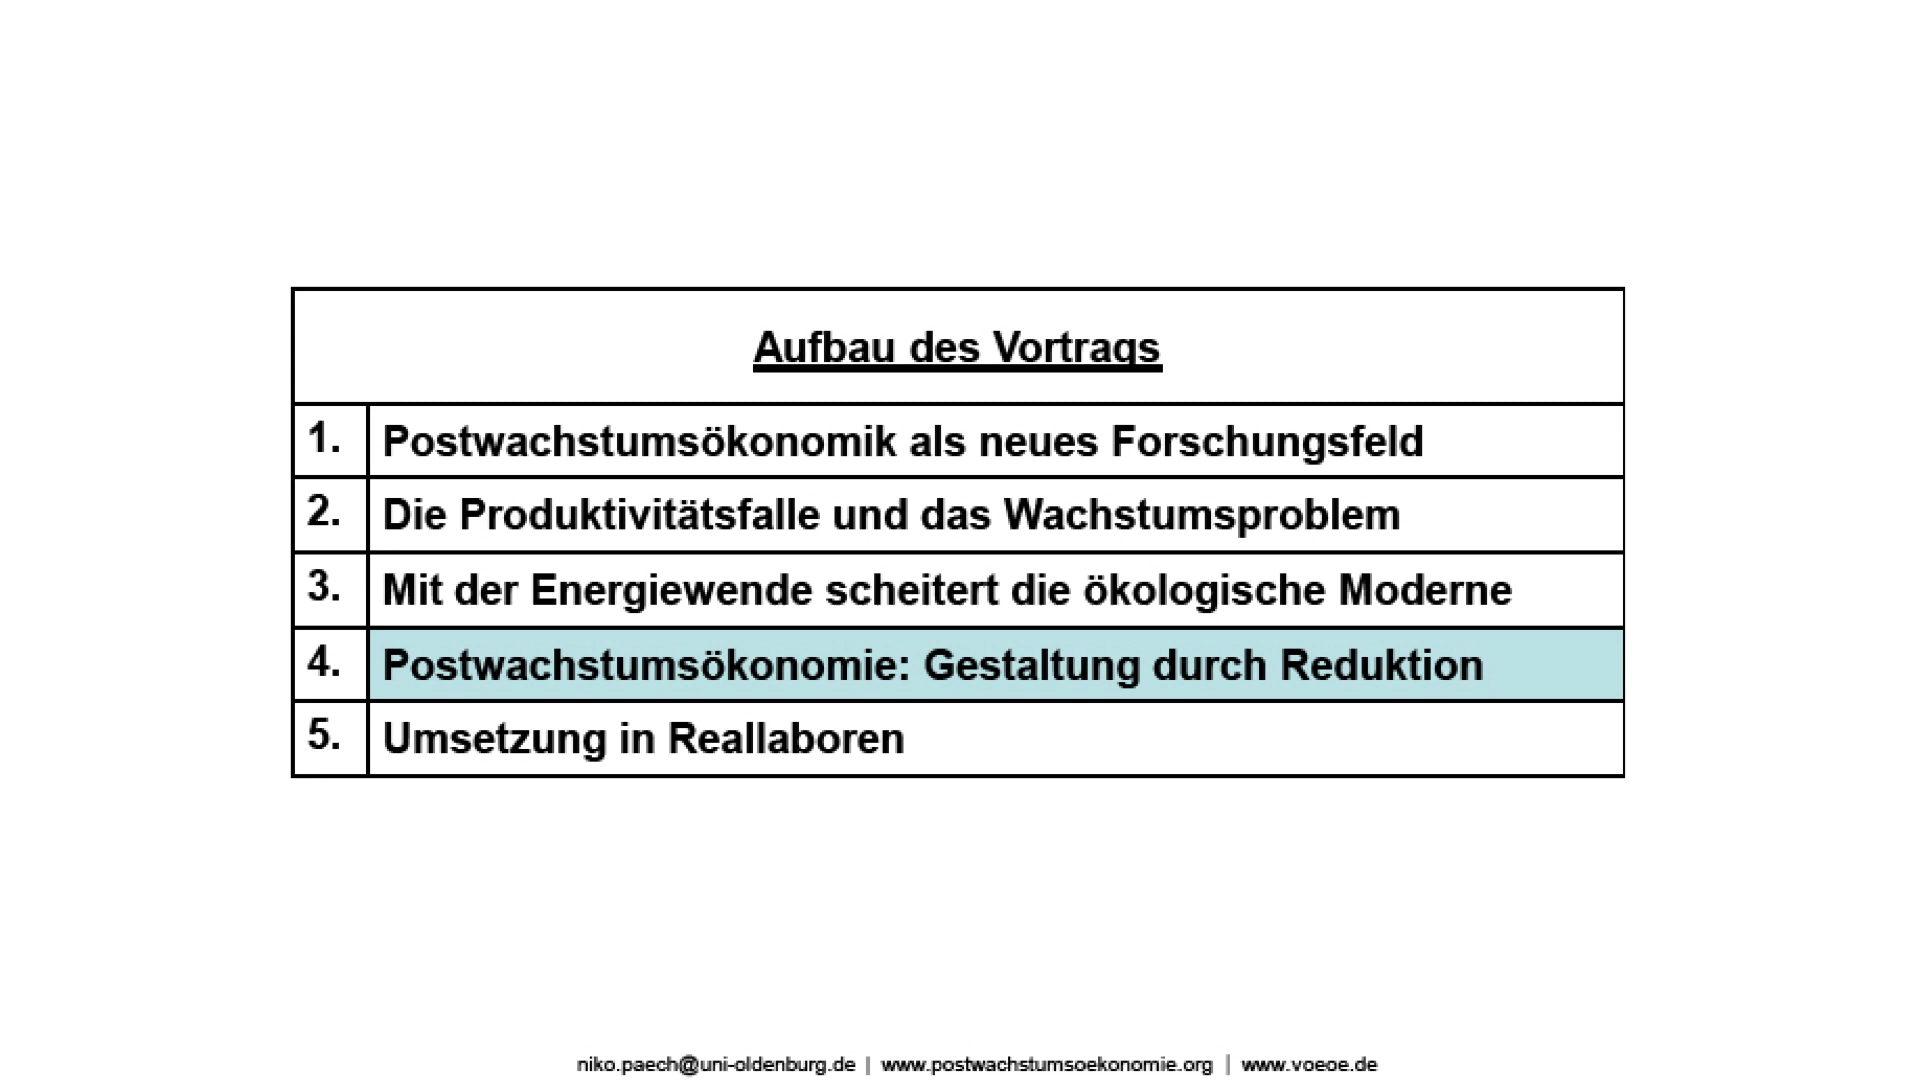 Aufbau des Vortrags
1. Postwachstumsökonomik als neues Forschungsfeld
2. Die Produktivitätsfalle und das Wachstumsproblem
3. Mit der Energiewende scheitert die ökologische Moderne
4. Postwachstumsökonomie: Gestaltung durch Reduktion
5. Umsetzung in Reallaboren
niko.paech@uni-oldenburg.de | www.postwachstumsoekonomie.org | www.voeoe.de